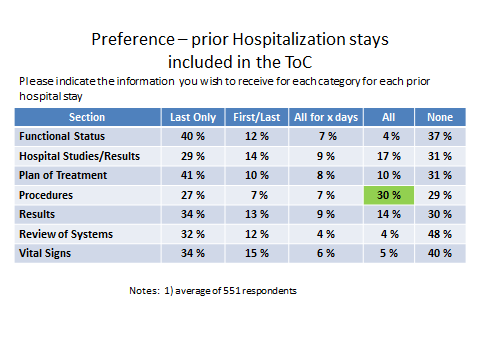 Preference – prior Hospitalization stays
included in the ToC
Please indicate the information you wish to receive for each category for each prior
hospital stay
Section Last Only First/Last All for x days All None
Functional Status 40 % 12 % 7 % 4 % 37 %
Hospital Studies/Results 29 % 14 % 9 % 17 % 31 %
Plan of Treatment 41 % 10 % 8 % 10 % 31 %
Procedures 27 % 7 % 7 % 30 % 29 %
Results 34 % 13 % 9 % 14 % 30 %
Review of Systems 32 % 12 % 4 % 4 % 48 %
Vital Signs 34 % 15 % 6 % 5 % 40 %
Notes: 1) average of 551 respondents